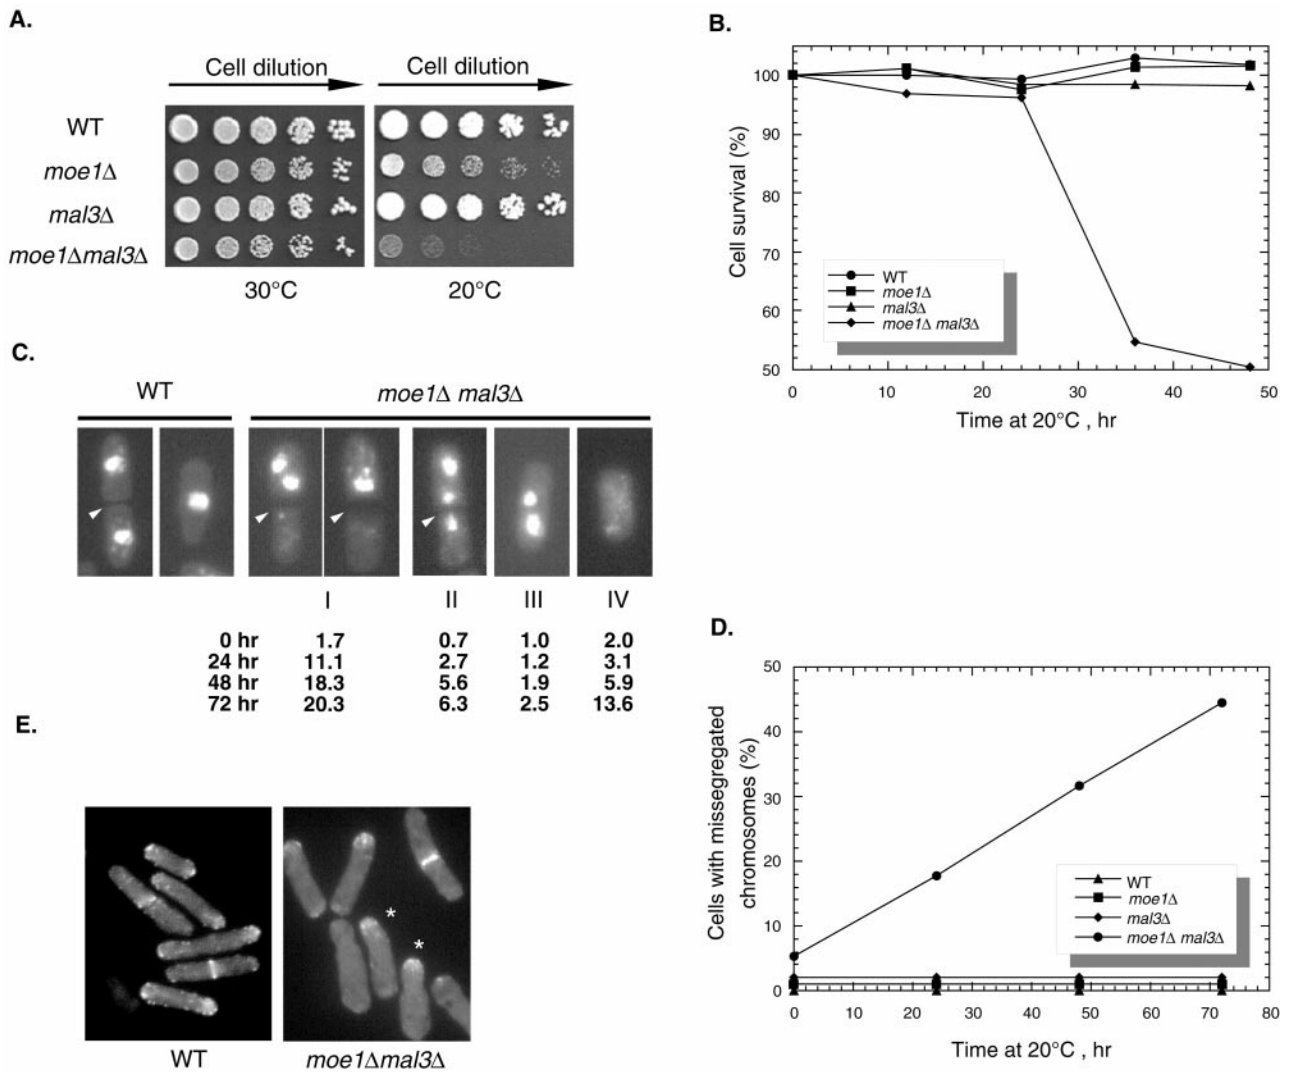 A.
Cell dilution Cell dilution
WT
moe1Δ
mal3Δ
moe1Δmal3Δ
30°C 20°C
B.
Cell survival (%)
100
90
80
70
60
50
WT
moe1Δ
mal3Δ
moe1Δ mal3Δ
0 10 20 30 40 50
Time at 20°C , hr
C.
WT moe1Δ mal3Δ
I II III IV
0 hr 1.7 0.7 1.0 2.0
24 hr 11.1 2.7 1.2 3.1
48 hr 18.3 5.6 1.9 5.9
72 hr 20.3 6.3 2.5 13.6
D.
Cells with missegregated
chromosomes (%)
50
40
30
20
10
0
WT
moe1Δ
mal3Δ
moe1Δ mal3Δ
0 10 20 30 40 50 60 70 80
Time at 20°C , hr
E.
*
*
WT moe1Δmal3Δ